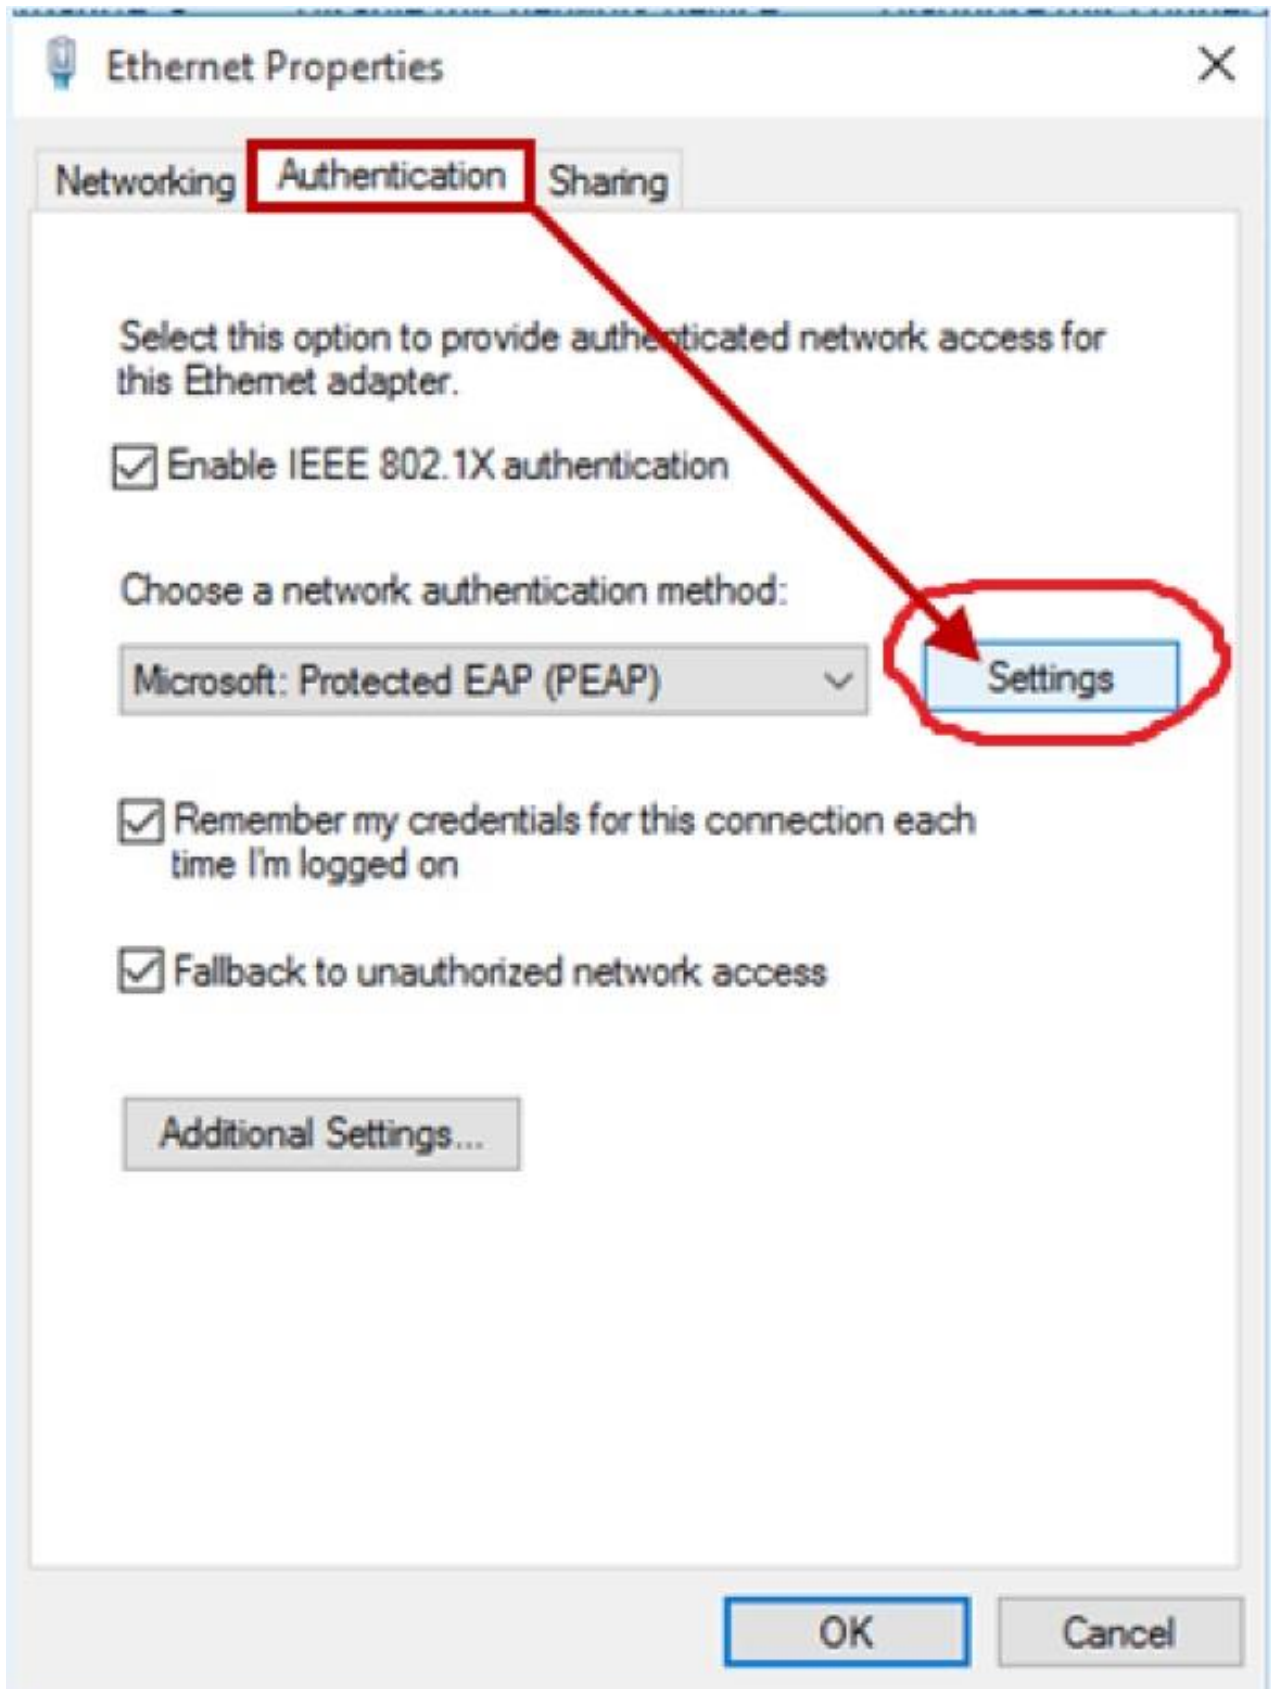 Ethernet Properties
Networking Authentication Sharing
Select this option to provide authenticated network access for
this Ethernet adapter.
Enable IEEE 802.1X authentication
Choose a network authentication method:
Microsoft: Protected EAP (PEAP) Settings
Remember my credentials for this connection each
time I'm logged on
Fallback to unauthorized network access
Additional Settings...
OK Cancel